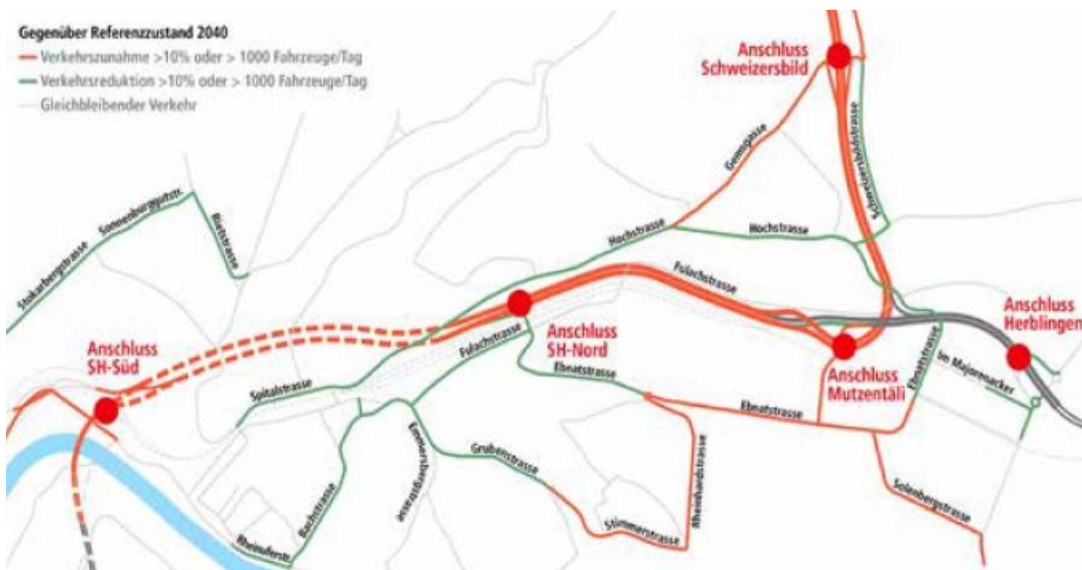 Gegenüber Referenzzustand 2040
Verkehrszunahme >10% oder > 1000 Fahrzeuge/Tag
Verkehrsreduktion >10% oder > 1000 Fahrzeuge/Tag
Gleichbleibender Verkehr
Anschluss
Schweizersbild
Gemsgasse
Schweizersbildstrasse
Sonnenburggutstr.
Stokarbergstrasse
Rietstrasse
Hochstrasse
Hochstrasse
Fulachstrasse
Anschluss
Herblingen
Anschluss
SH-Süd
Fulachstrasse
Anschluss
SH-Nord
Anschluss
Mutzentäli
Ebnatstrasse
Im Majorenacker
Spitalstrasse
Ebnatstrasse
Ebnatstrasse
Emmersbergstrasse
Grubenstrasse
Bachstrasse
Rheinhardstrasse
Solenbergstrasse
Stimmerstrasse
Rheinuferstr.